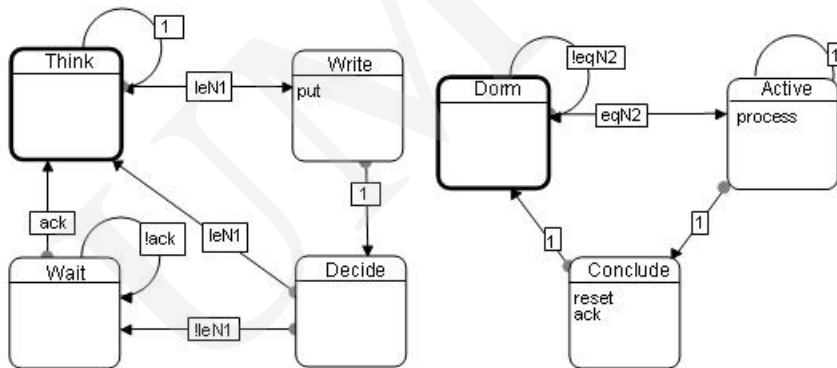 1
Think
leN1
Write
put
1
ack
!ack
leN1
Wait
Decide
!leN1
!eqN2
Dorm
eqN2
1
Active
process
1
1
Conclude
reset
ack